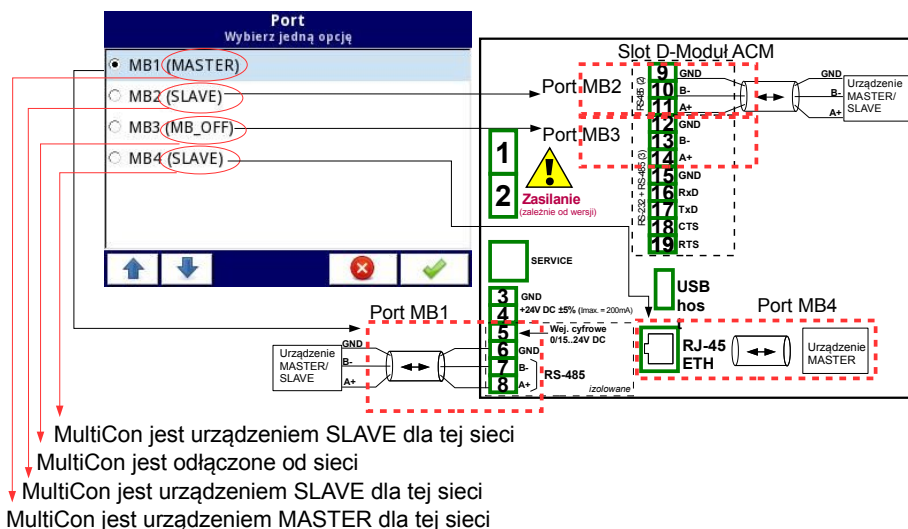 Port
Wybierz jedną opcję
MB1 (MASTER)
MB2 (SLAVE)
MB3 (MB_OFF)
MB4 (SLAVE)
Slot D-Moduł ACM
Port MB2
RS485 (2)
9 GND
10 B-
11 A+
GND
B-
A+
Urządzenie
MASTER/
SLAVE
Port MB3
RS-232 + RS-485 (3)
12 GND
13 B-
14 A+
15 GND
16 RxD
17 TxD
18 CTS
19 RTS
1
2
Zasilanie
(zależnie od wersji)
SERVICE
USB
hos
t
3 GND
4 +24V DC ±5% (Imax. = 200mA)
5 Wej. cyfrowe
0/15..24V DC
6 GND
7 B-
8 A+
RS-485
izolowane
Port MB1
GND
B-
A+
Urządzenie
MASTER/
SLAVE
Port MB4
RJ-45
ETH
Urządzenie
MASTER
MultiCon jest urządzeniem SLAVE dla tej sieci
MultiCon jest odłączone od sieci
MultiCon jest urządzeniem SLAVE dla tej sieci
MultiCon jest urządzeniem MASTER dla tej sieci